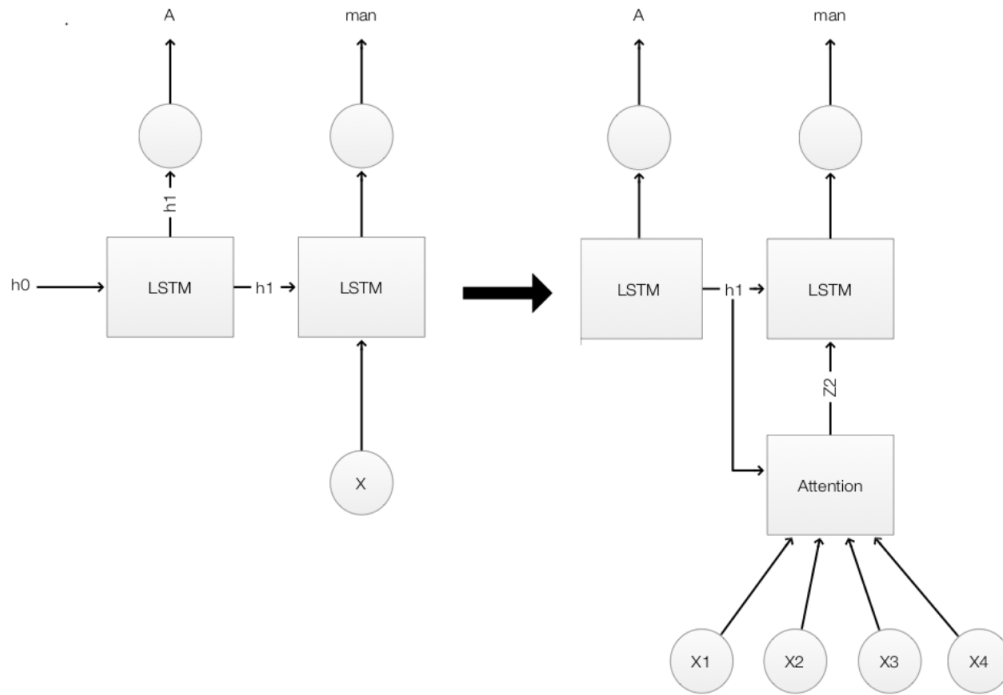 A
man
A
man
h1
h0
LSTM
h1
LSTM
LSTM
h1
LSTM
Z2
X
Attention
X1
X2
X3
X4